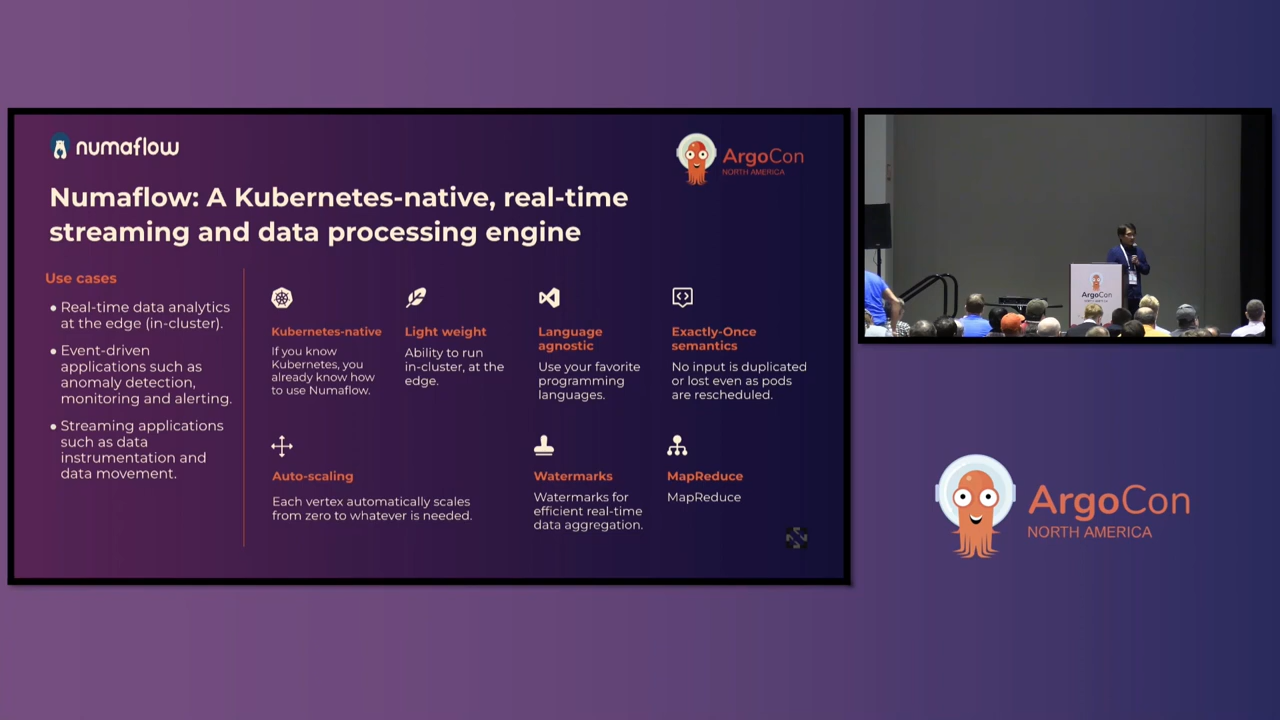 numaflow
ArgoCon
NORTH AMERICA
Numaflow: A Kubernetes-native, real-time
streaming and data processing engine
Use cases
• Real-time data analytics
at the edge (in-cluster).
• Event-driven
applications such as
anomaly detection,
monitoring and alerting.
• Streaming applications
such as data
instrumentation and
data movement.
Kubernetes-native
If you know
Kubernetes, you
already know how
to use Numaflow.
Light weight
Ability to run
in-cluster, at the
edge.
Language
agnostic
Use your favorite
programming
languages.
Exactly-Once
semantics
No input is duplicated
or lost even as pods
are rescheduled.
Auto-scaling
Each vertex automatically scales
from zero to whatever is needed.
Watermarks
Watermarks for
efficient real-time
data aggregation.
MapReduce
MapReduce
ArgoCon
ArgoCon
NORTH AMERICA